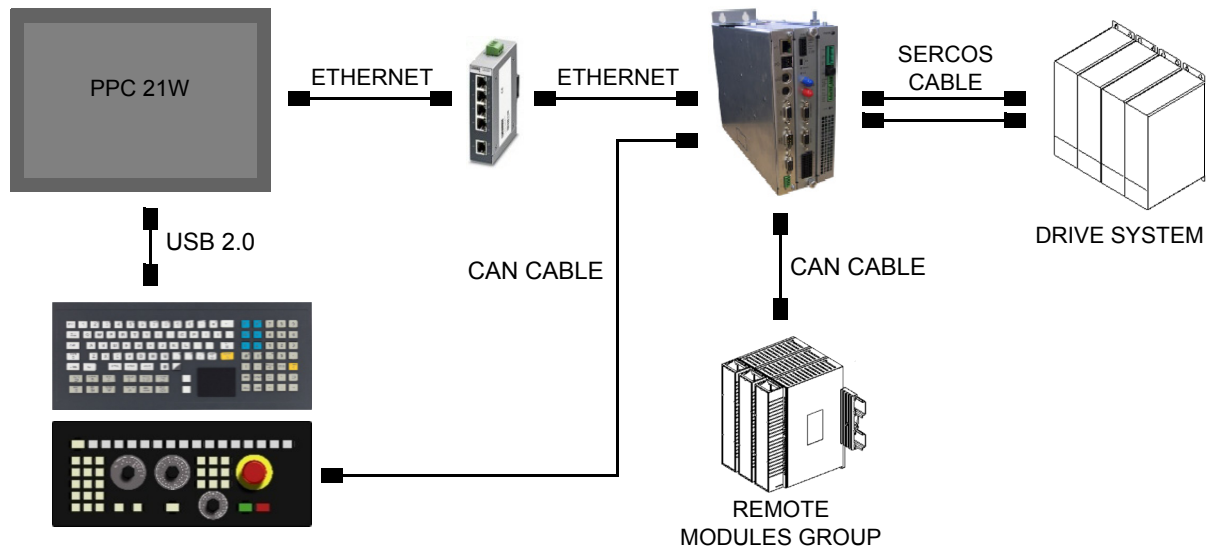 PPC 21W
ETHERNET
ETHERNET
SERCOS
CABLE
USB 2.0
CAN CABLE
CAN CABLE
DRIVE SYSTEM
REMOTE
MODULES GROUP